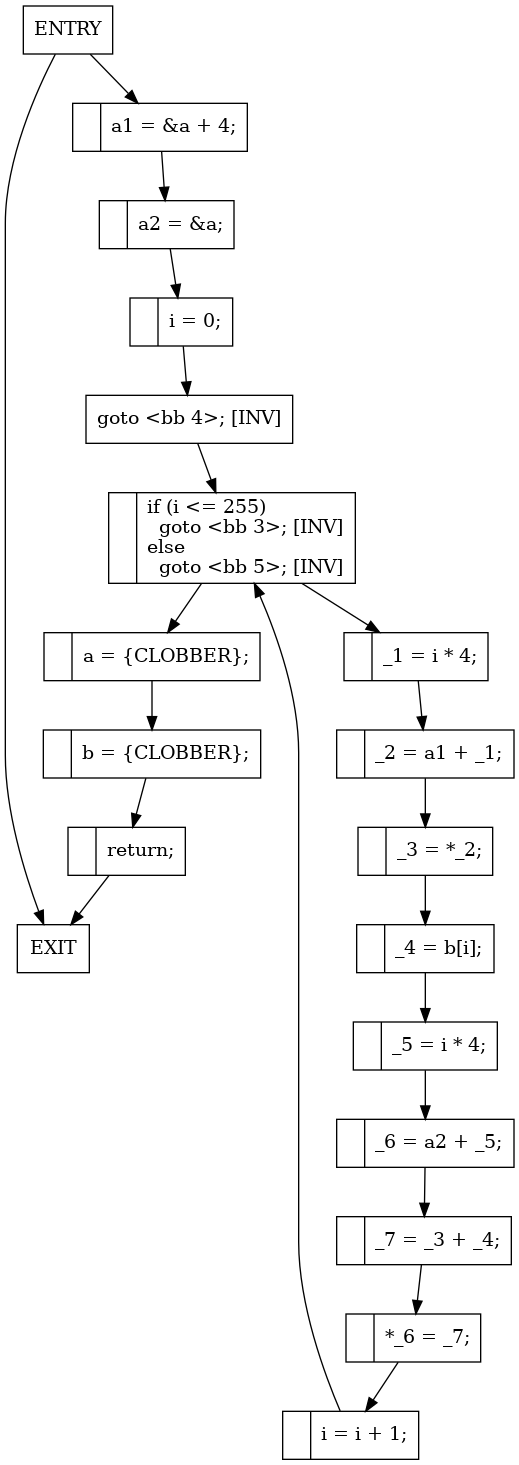 ENTRY
a1 = &a + 4;
a2 = &a;
i = 0;
goto <bb 4>; [INV]
if (i <= 255)
goto <bb 3>; [INV]
else
goto <bb 5>; [INV]
a = {CLOBBER};
_1 = i * 4;
b = {CLOBBER};
_2 = a1 + _1;
return;
_3 = *_2;
EXIT
_4 = b[i];
_5 = i * 4;
_6 = a2 + _5;
_7 = _3 + _4;
*_6 = _7;
i = i + 1;